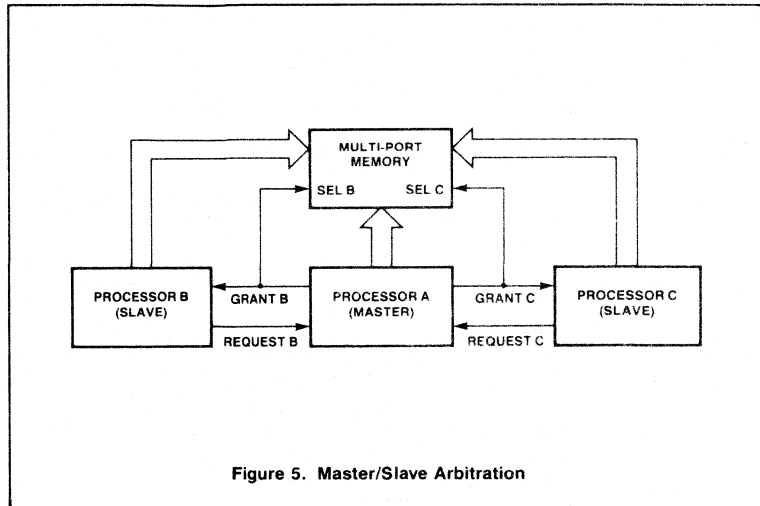 MULTI-PORT
MEMORY
SEL B
SEL C
PROCESSOR B
(SLAVE)
GRANT B
REQUEST B
PROCESSOR A
(MASTER)
GRANT C
REQUEST C
PROCESSOR C
(SLAVE)
Figure 5. Master/Slave Arbitration